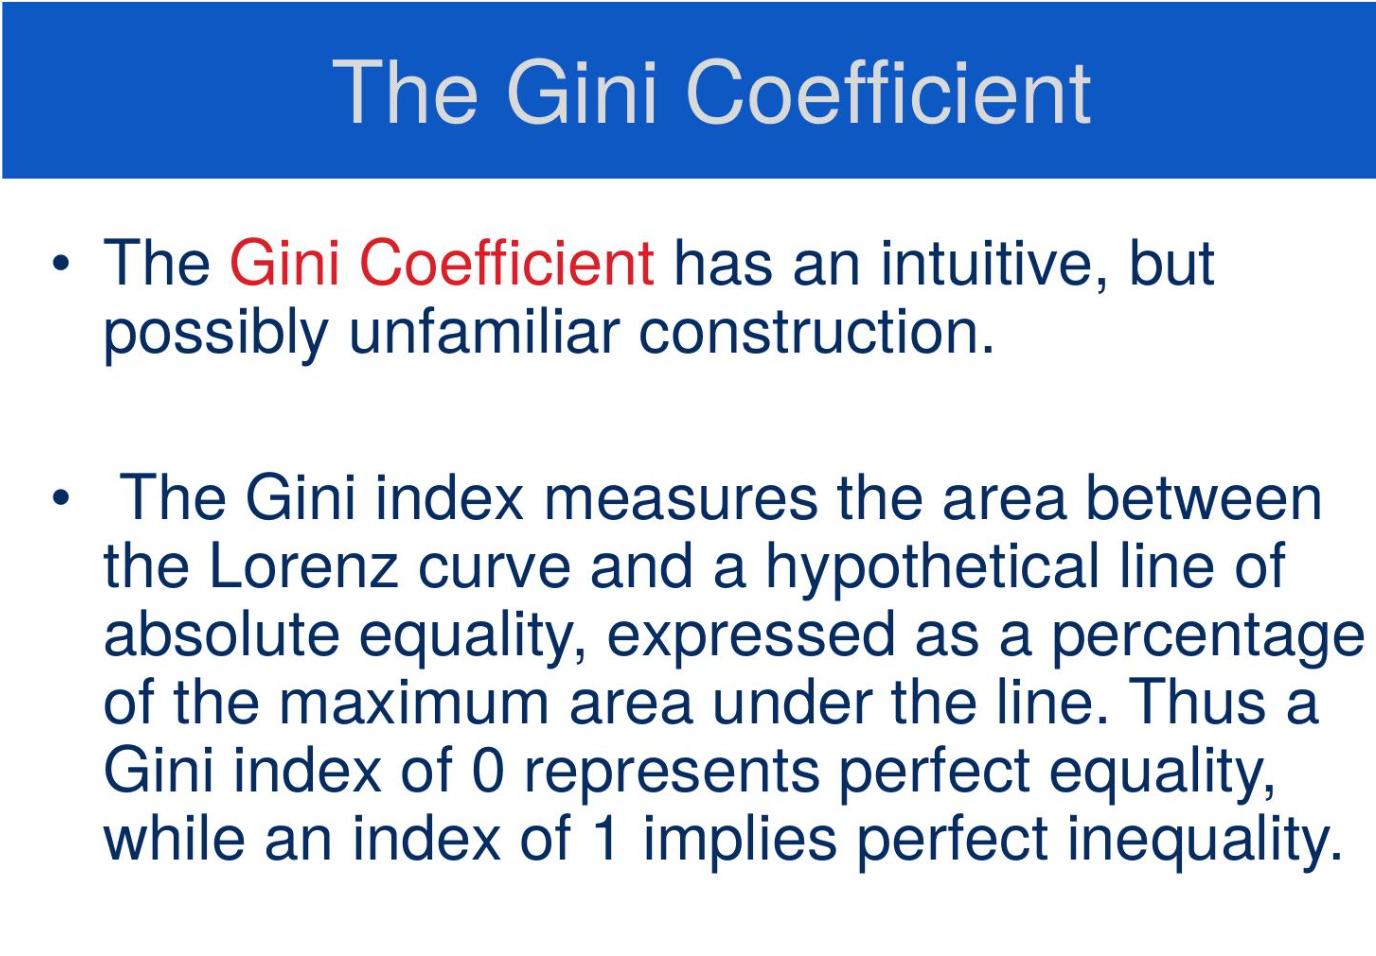 The Gini Coefficient
• The Gini Coefficient has an intuitive, but
possibly unfamiliar construction.
• The Gini index measures the area between
the Lorenz curve and a hypothetical line of
absolute equality, expressed as a percentage
of the maximum area under the line. Thus a
Gini index of 0 represents perfect equality,
while an index of 1 implies perfect inequality.